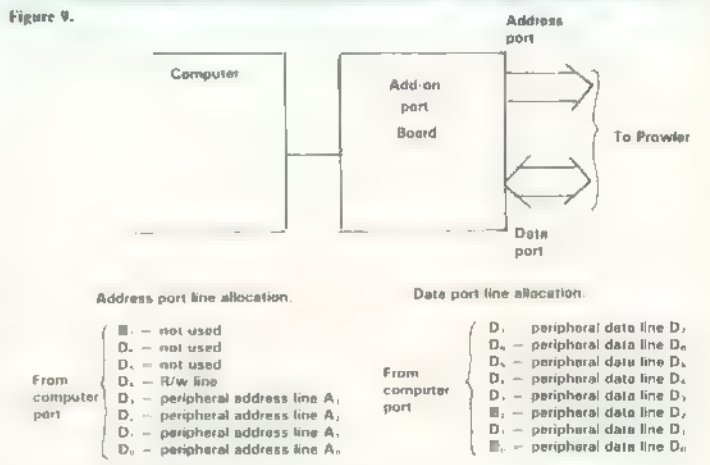 Figure 9.
Address
port
Computer
Add-on
port
Board
To Prowler
Data
port
Address port line allocation.
From
computer
port
– not used
D – not used
D – not used
D₄ – R/w line
D₃ – peripheral address line A
D – peripheral address line A
D – peripheral address line A
D₀ – peripheral address line A
Data port line allocation.
From
computer
port
D – peripheral data line D
D – peripheral data line D
D – peripheral data line D
D – peripheral data line D
D – peripheral data line D
– peripheral data line D
D – peripheral data line D
– peripheral data line D